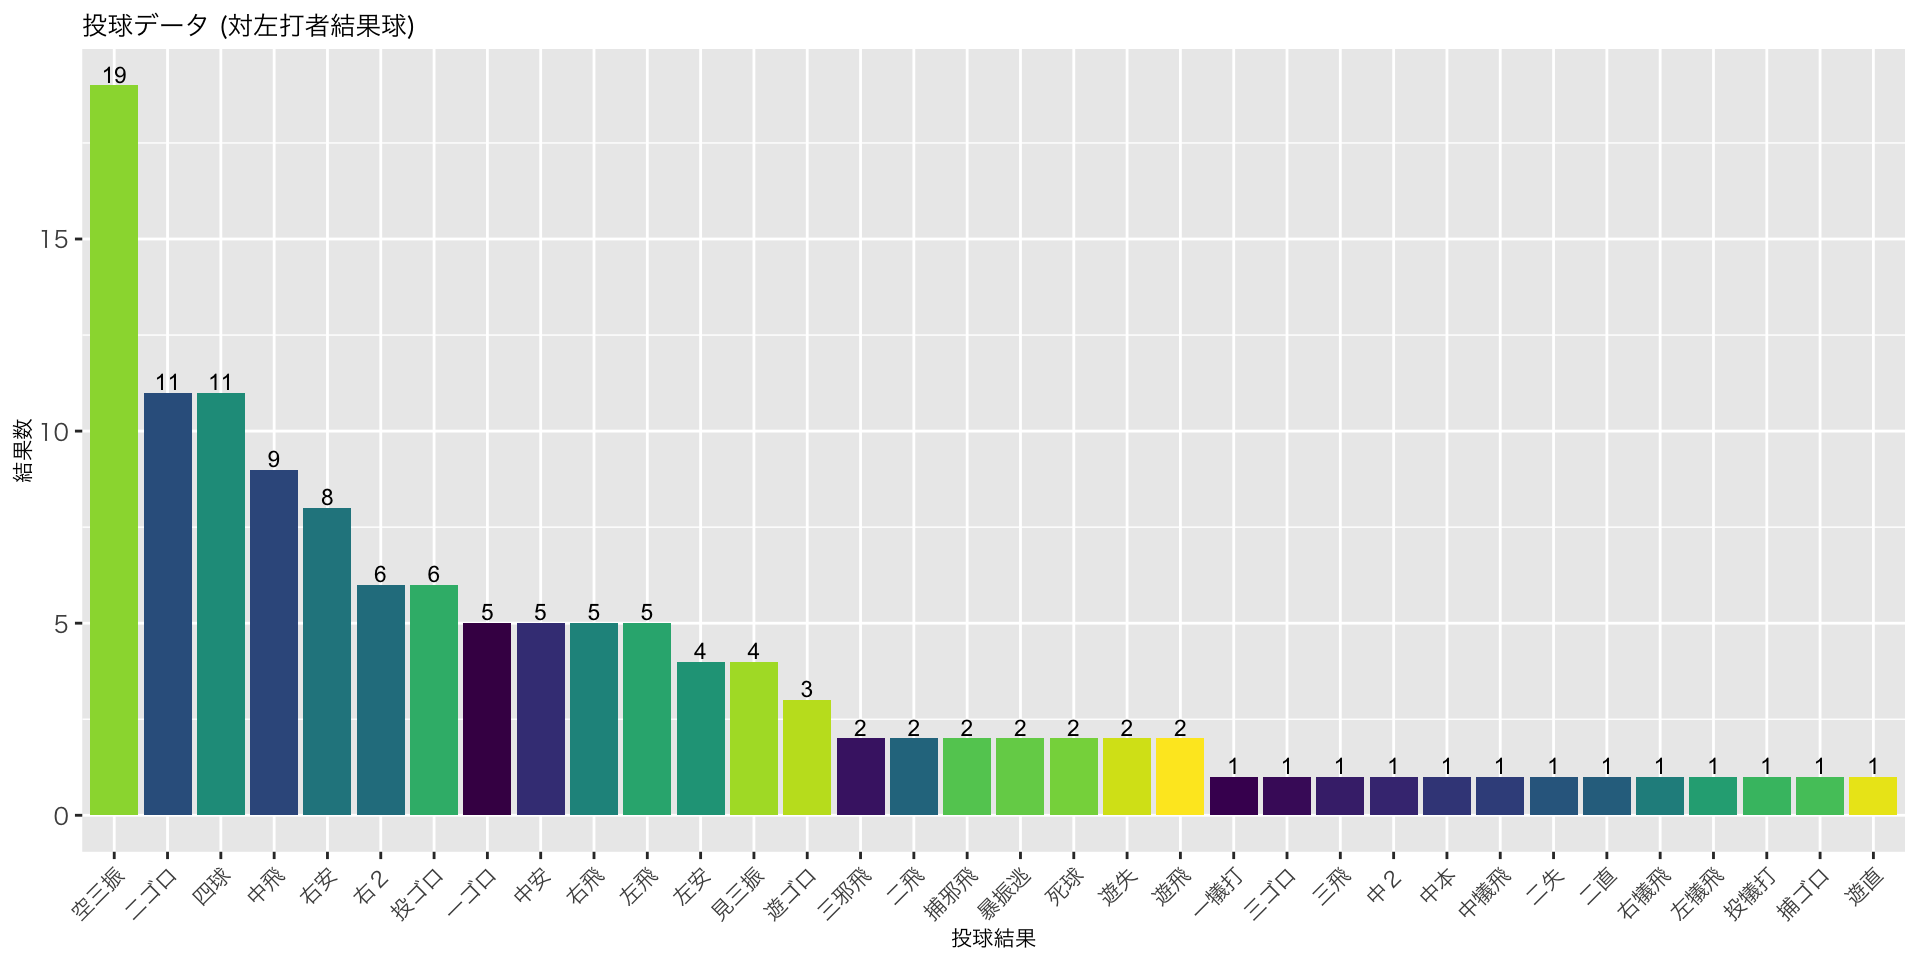 投球データ (対左打者結果球)
結果数
15
10
5
0
19
11
11
9
8
6
6
5
5
5
5
4
4
3
2
2
2
2
2
2
2
1
1
1
1
1
1
1
1
1
1
1
1
1
空三振
二ゴロ
四球
中飛
右安
右２
投ゴロ
一ゴロ
中安
右飛
左飛
左安
見三振
遊ゴロ
三邪飛
二飛
捕邪飛
暴振逃
死球
遊失
遊飛
一犠打
三ゴロ
三飛
中２
中本
中犠飛
二失
二直
右犠飛
左犠飛
投犠打
捕ゴロ
遊直
投球結果